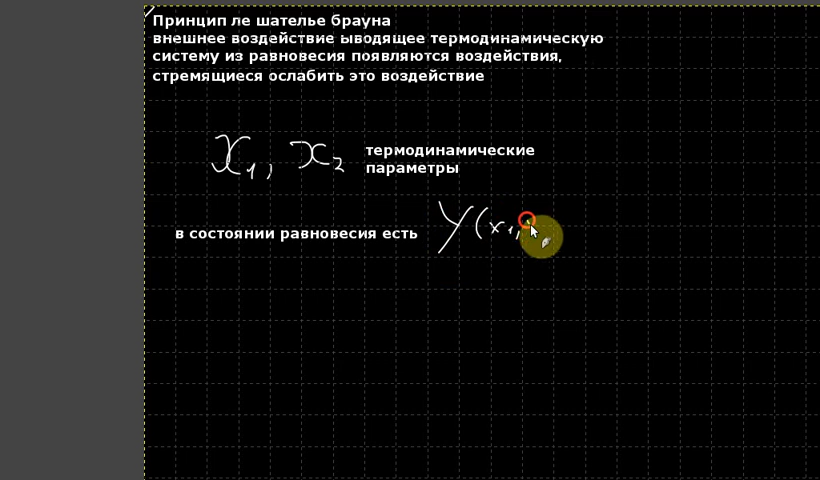 Принцип ле шателье брауна
внешнее воздействие ыводящее термодинамическую
систему из равновесия появляются воздействия,
стремящиеся ослабить это воздействие
x₁, x₂ термодинамические
параметры
в состоянии равновесия есть Y(x₁,